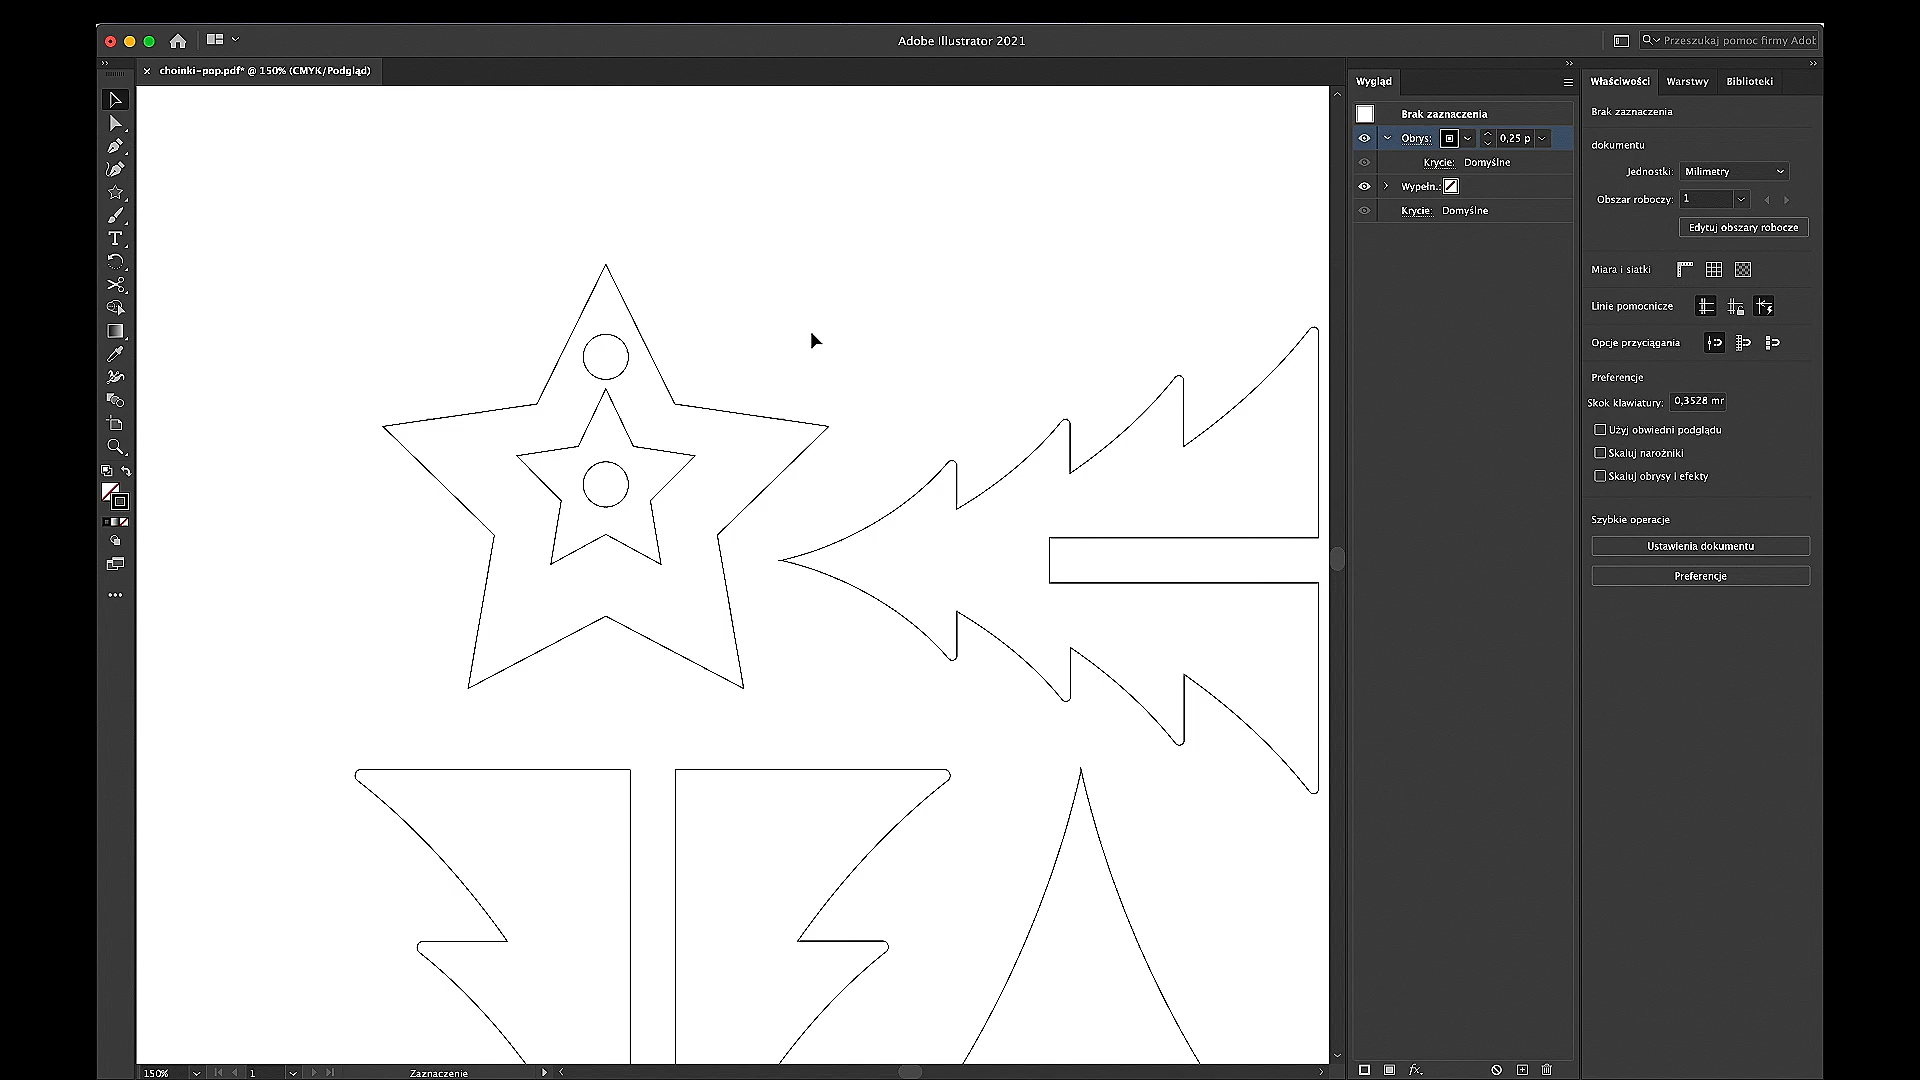 Adobe Illustrator 2021
Przeszukaj pomoc firmy Adob
choinki-pop.pdf* @ 150% (CMYK/Podgląd)
Wygląd
Brak zaznaczenia
Obrys: 0,25 p
Krycie: Domyślne
Wypełn.:
Krycie: Domyślne
Właściwości Warstwy Biblioteki
Brak zaznaczenia
dokumentu
Jednostki: Milimetry
Obszar roboczy: 1
Edytuj obszary robocze
Miara i siatki
Linie pomocnicze
Opcje przyciągania
Preferencje
Skok klawiatury: 0,3528 mr
Użyj obwiedni podglądu
Skaluj narożniki
Skaluj obrysy i efekty
Szybkie operacje
Ustawienia dokumentu
Preferencje
150% 1 Zaznaczenie
fx